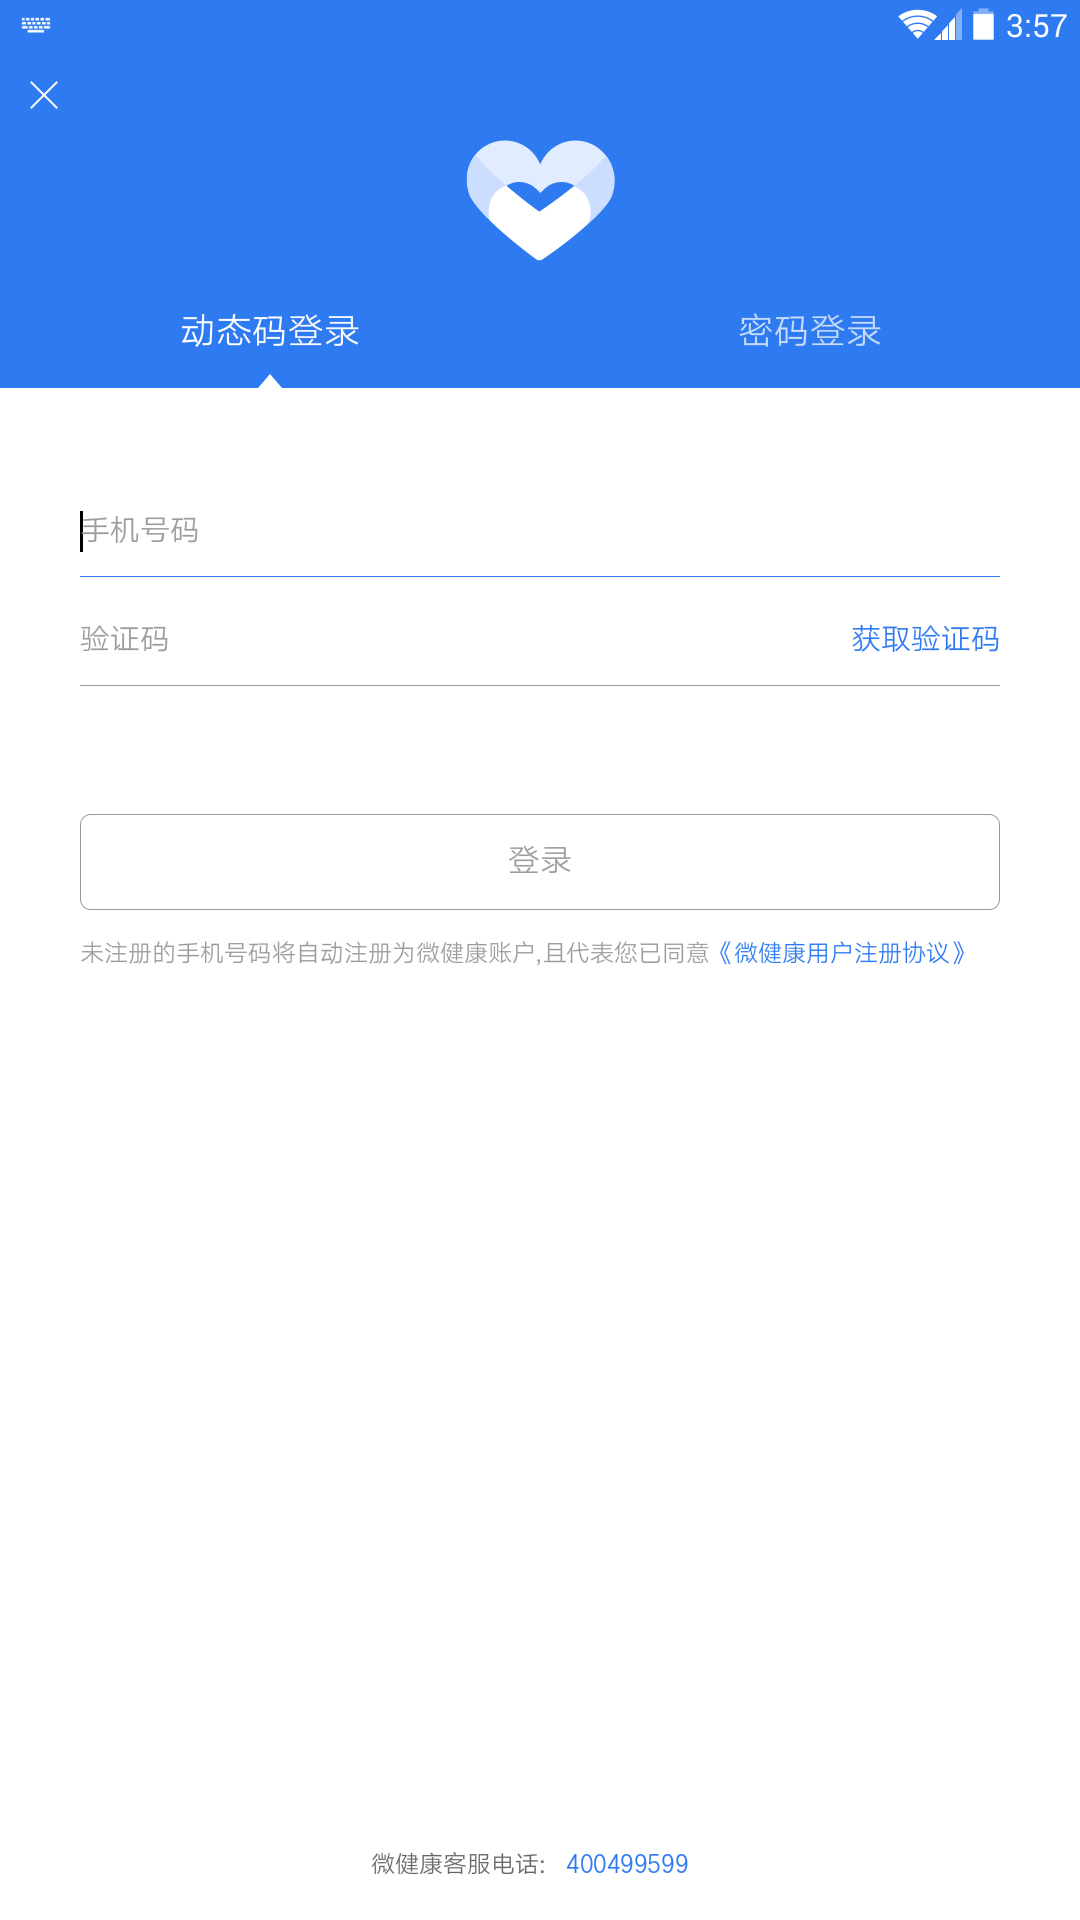 3:57
动态码登录 密码登录
手机号码
验证码 获取验证码
登录
未注册的手机号码将自动注册为微健康账户,且代表您已同意《微健康用户注册协议》
微健康客服电话: 400499599